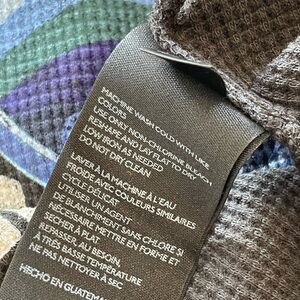 MACHINE WASH COLD WITH LIKE
COLORS
USE ONLY NON-CHLORINE BLEACH
RESHAPE AND LAY FLAT TO DRY
LOW IRON AS NEEDED
DO NOT DRY CLEAN
LAVER À LA MACHINE À L'EAU
FROIDE AVEC COULEURS SIMILAIRES
CYCLE DÉLICAT
UTILISER UN AGENT
DE BLANCHIMENT SANS CHLORE SI
NÉCESSAIRE METTRE EN FORME ET
SÉCHER À PLAT
REPASSER, AU BESOIN,
À TRÈS BASSE TEMPÉRATURE
NE PAS NETTOYER À SEC
HECHO EN GUATEMA